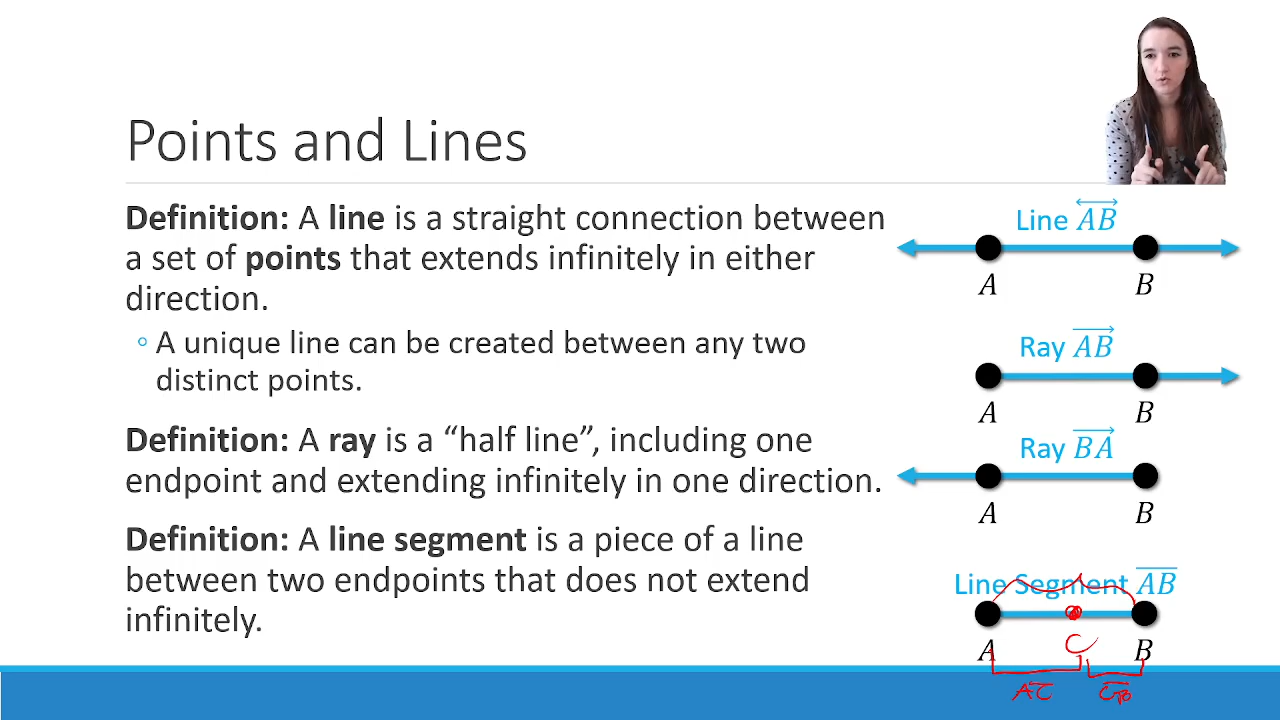 Points and Lines
Definition: A line is a straight connection between
a set of points that extends infinitely in either
direction.
◦ A unique line can be created between any two
distinct points.
Definition: A ray is a “half line”, including one
endpoint and extending infinitely in one direction.
Definition: A line segment is a piece of a line
between two endpoints that does not extend
infinitely.
Line A͞B⃡
A B
Ray AB⃗
A B
Ray BA⃗
A B
Line Segment A̅B̅
A C B
A̅C̅ C̅B̅